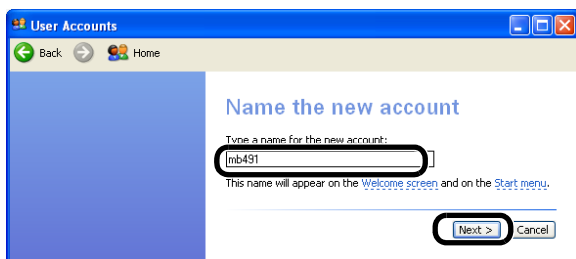 User Accounts
Back Home
Name the new account
Type a name for the new account:
mb491
This name will appear on the Welcome screen and on the Start menu.
Next > Cancel